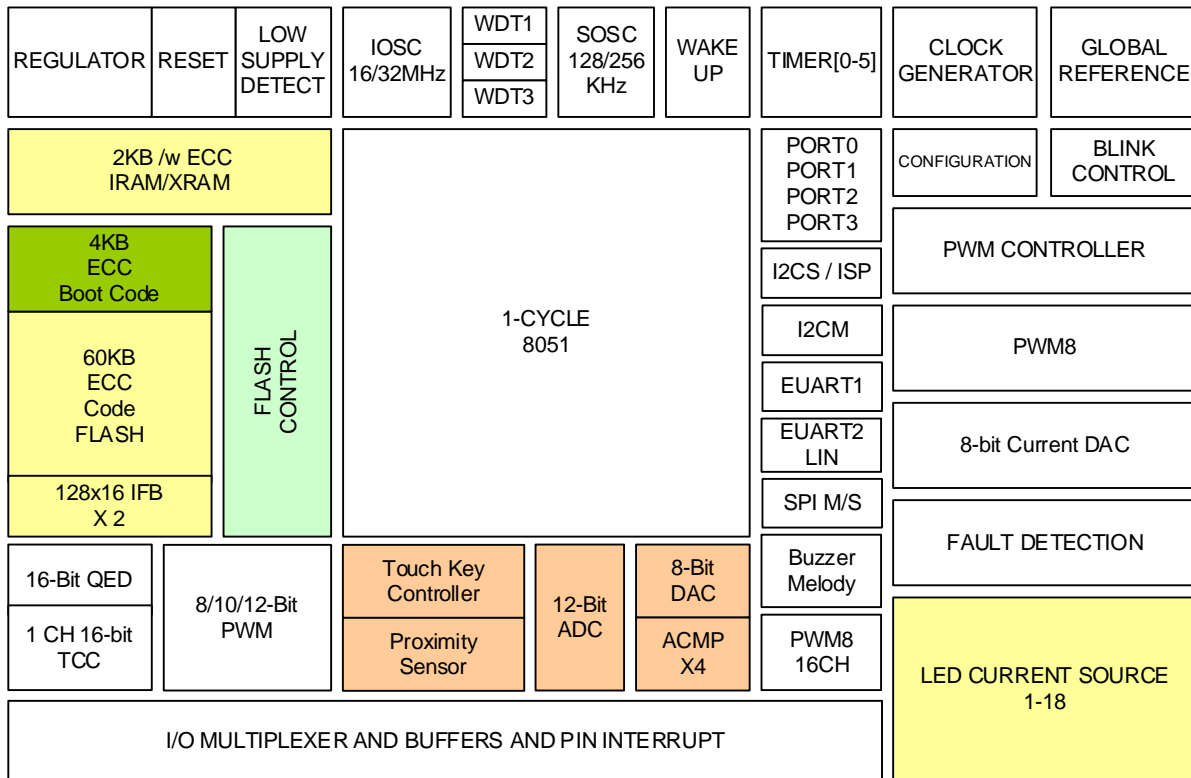 REGULATOR
RESET
LOW
SUPPLY
DETECT
IOSC
16/32MHz
WDT1
WDT2
WDT3
SOSC
128/256
KHz
WAKE
UP
TIMER[0-5]
CLOCK
GENERATOR
GLOBAL
REFERENCE
2KB /w ECC
IRAM/XRAM
4KB
ECC
Boot Code
60KB
ECC
Code
FLASH
128x16 IFB
X 2
FLASH
CONTROL
1-CYCLE
8051
PORT0
PORT1
PORT2
PORT3
I2CS / ISP
I2CM
EUART1
EUART2
LIN
SPI M/S
Buzzer
Melody
PWM8
16CH
CONFIGURATION
BLINK
CONTROL
PWM CONTROLLER
PWM8
8-bit Current DAC
FAULT DETECTION
LED CURRENT SOURCE
1-18
16-Bit QED
1 CH 16-bit
TCC
8/10/12-Bit
PWM
Touch Key
Controller
Proximity
Sensor
12-Bit
ADC
8-Bit
DAC
ACMP
X4
I/O MULTIPLEXER AND BUFFERS AND PIN INTERRUPT